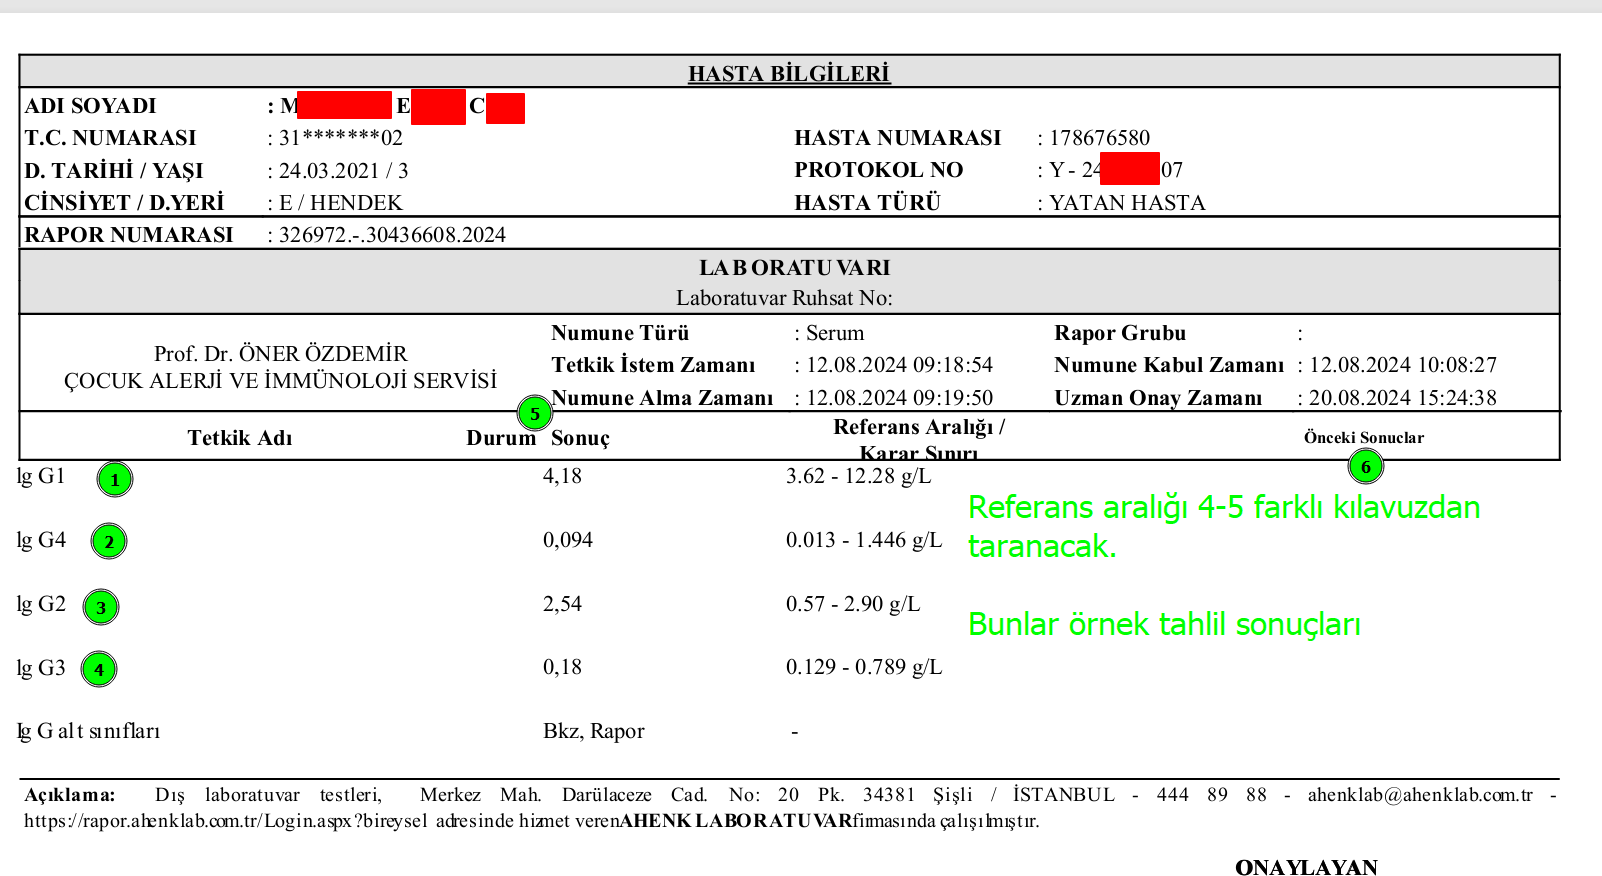 HASTA BİLGİLERİ
ADI SOYADI : M E C
T.C. NUMARASI : 31*******02 HASTA NUMARASI : 178676580
D. TARİHİ / YAŞI : 24.03.2021 / 3 PROTOKOL NO : Y - 24 07
CİNSİYET / D.YERİ : E / HENDEK HASTA TÜRÜ : YATAN HASTA
RAPOR NUMARASI : 326972.-.30436608.2024
LABORATUVARI
Laboratuvar Ruhsat No:
Numune Türü : Serum Rapor Grubu :
Prof. Dr. ÖNER ÖZDEMİR
Tetkik İstem Zamanı : 12.08.2024 09:18:54 Numune Kabul Zamanı : 12.08.2024 10:08:27
ÇOCUK ALERJİ VE İMMÜNOLOJİ SERVİSİ
Numune Alma Zamanı : 12.08.2024 09:19:50 Uzman Onay Zamanı : 20.08.2024 15:24:38
5
Tetkik Adı Durum Sonuç Referans Aralığı / Karar Sınırı Önceki Sonuclar
6
Ig G1 1 4,18 3.62 - 12.28 g/L
Referans aralığı 4-5 farklı kılavuzdan
taranacak.
Ig G4 2 0,094 0.013 - 1.446 g/L
Ig G2 3 2,54 0.57 - 2.90 g/L
Bunlar örnek tahlil sonuçları
Ig G3 4 0,18 0.129 - 0.789 g/L
Ig G alt sınıfları Bkz, Rapor -
Açıklama: Dış laboratuvar testleri, Merkez Mah. Darülaceze Cad. No: 20 Pk. 34381 Şişli / İSTANBUL - 444 89 88 - ahenklab@ahenklab.com.tr -
https://rapor.ahenklab.com.tr/Login.aspx?bireysel adresinde hizmet veren AHENK LABORATUVAR firmasında çalışılmıştır.
ONAYLAYAN